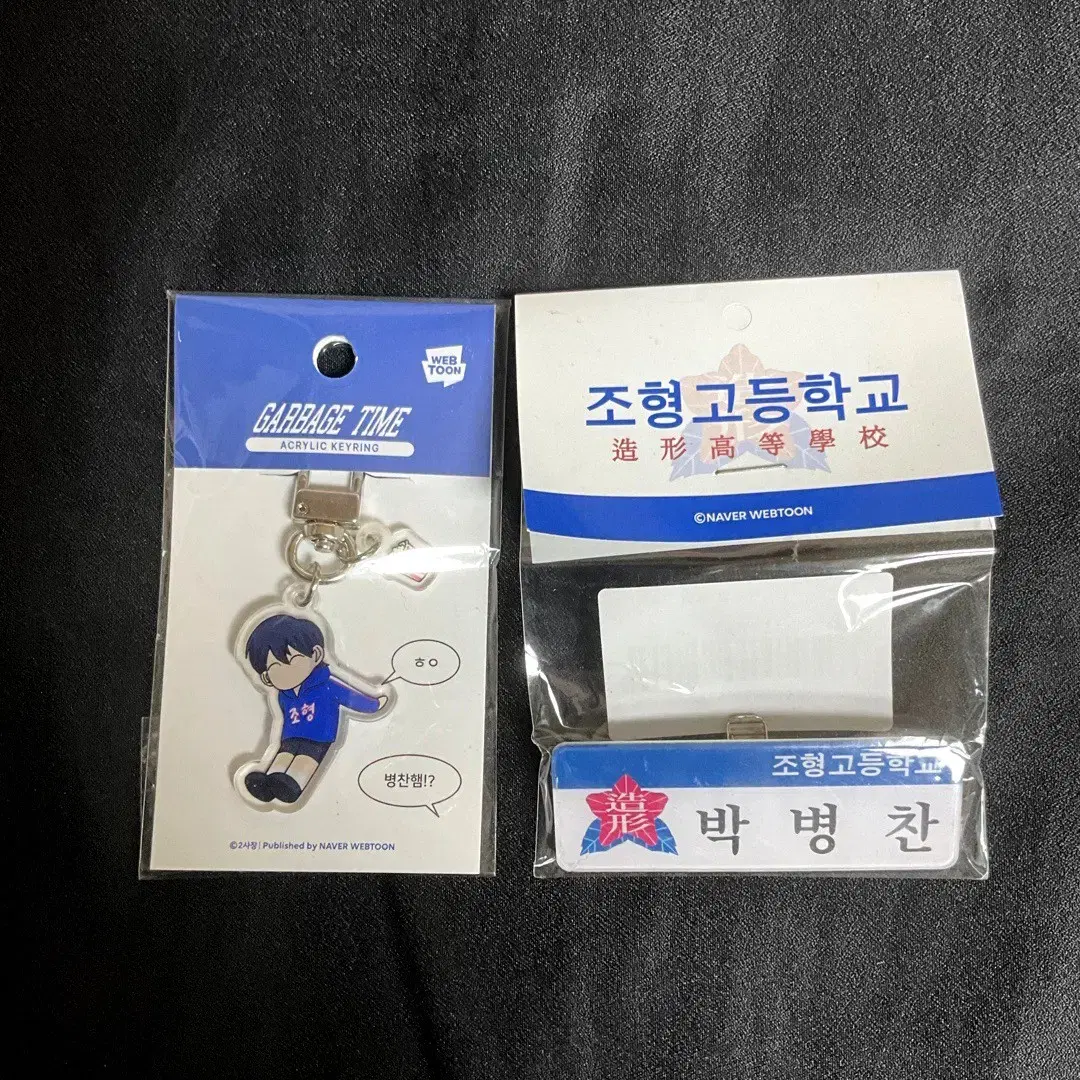 WEB
TOON
GARBAGE TIME
ACRYLIC KEYRING
ㅎㅇ
조형
병찬햄!?
©2사장 | Published by NAVER WEBTOON
조형고등학교
造形高等學校
©NAVER WEBTOON
조형고등학교
造形
박병찬